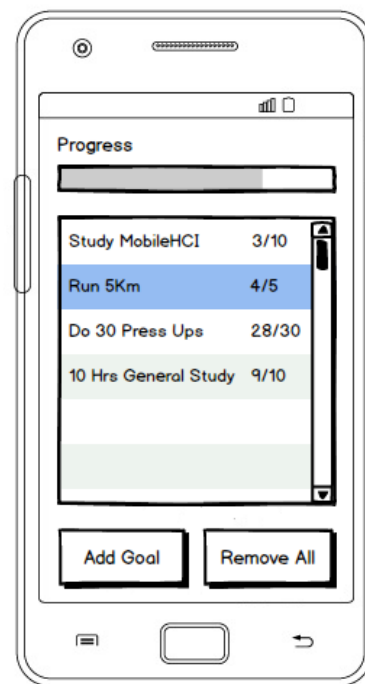 Progress
Study MobileHCI 3/10
Run 5Km 4/5
Do 30 Press Ups 28/30
10 Hrs General Study 9/10
Add Goal Remove All